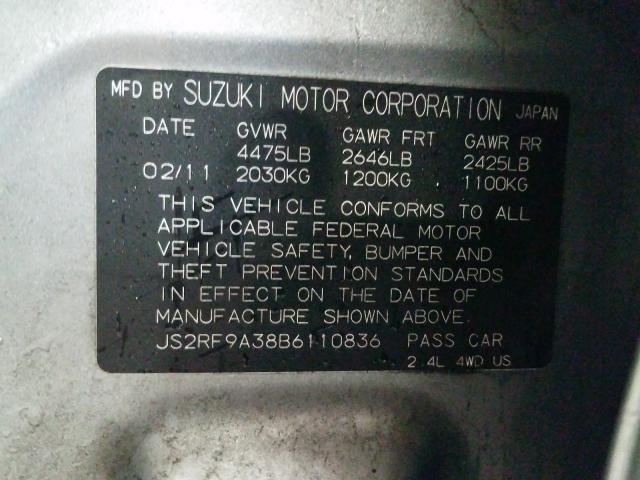 MFD BY SUZUKI MOTOR CORPORATION JAPAN
DATE GVWR GAWR FRT GAWR RR
4475LB 2646LB 2425LB
02/11 2030KG 1200KG 1100KG
THIS VEHICLE CONFORMS TO ALL
APPLICABLE FEDERAL MOTOR
VEHICLE SAFETY, BUMPER AND
THEFT PREVENTION STANDARDS
IN EFFECT ON THE DATE OF
MANUFACTURE SHOWN ABOVE.
JS2RF9A38B6110836 PASS CAR
2.4L 4WD US